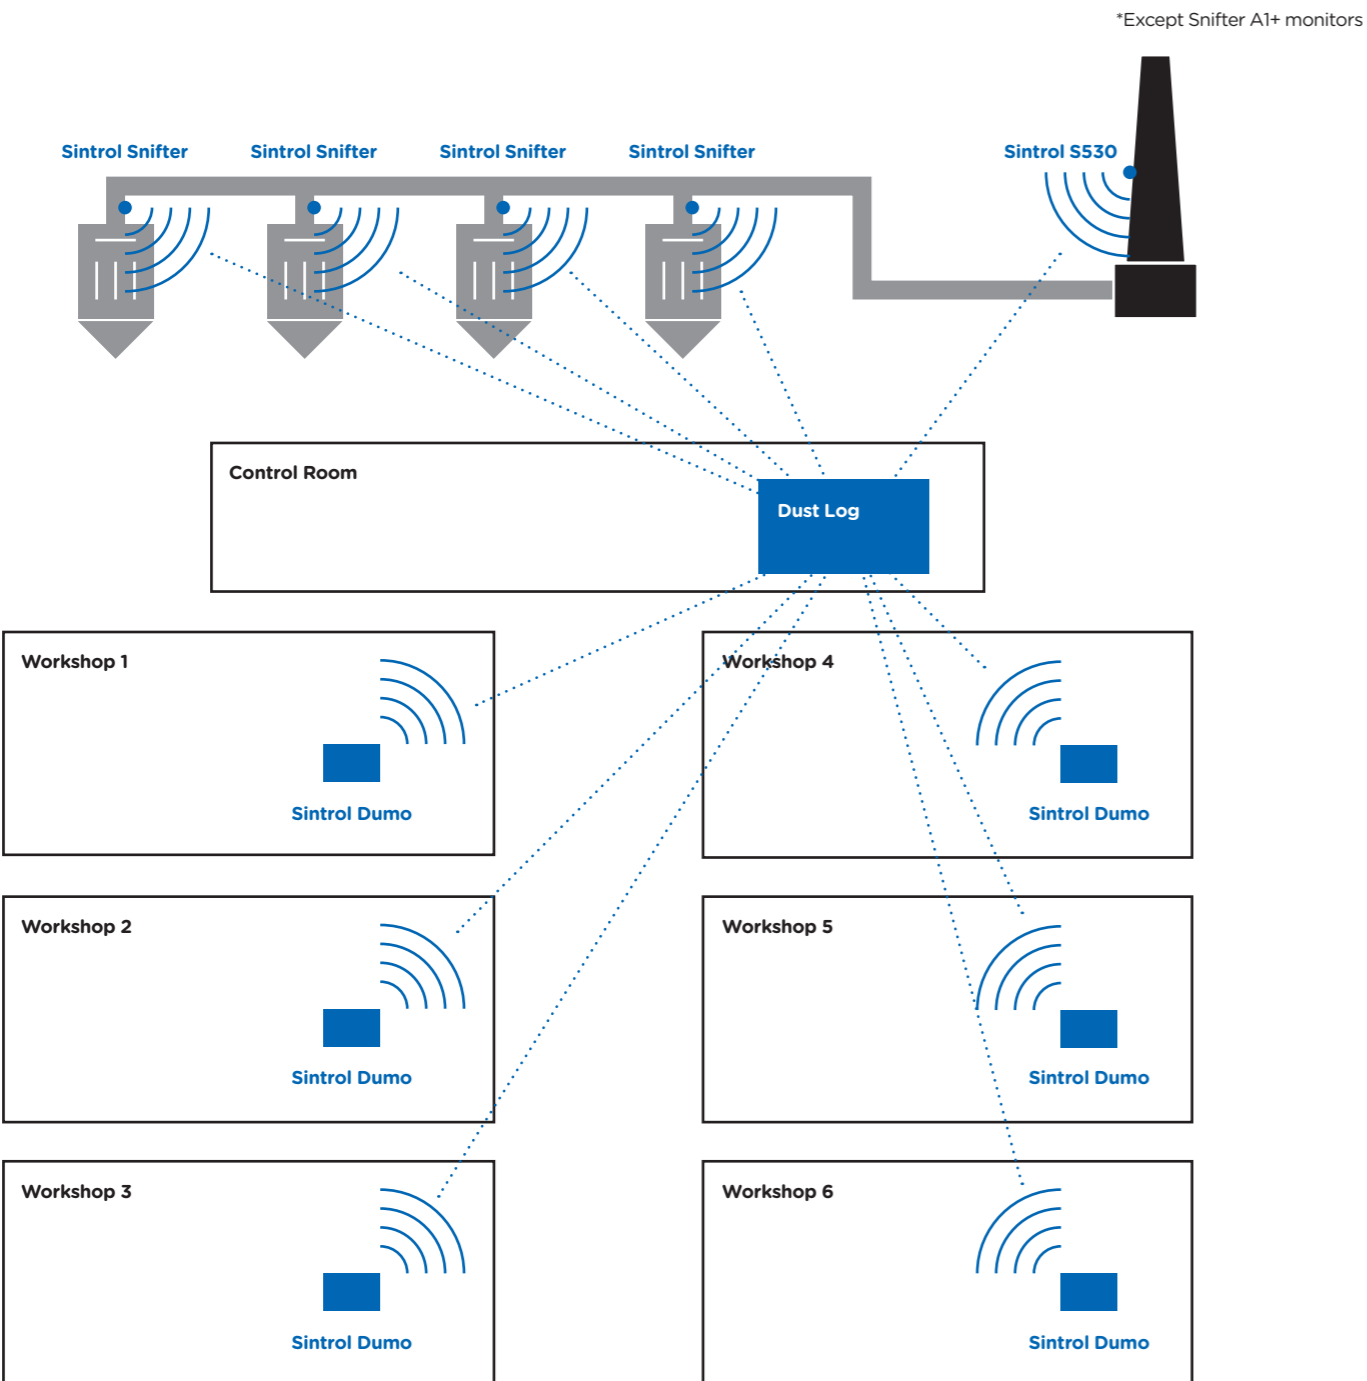 *Except Snifter A1+ monitors
Sintrol Snifter
Sintrol Snifter
Sintrol Snifter
Sintrol Snifter
Sintrol S530
Control Room
Dust Log
Workshop 1
Sintrol Dumo
Workshop 4
Sintrol Dumo
Workshop 2
Sintrol Dumo
Workshop 5
Sintrol Dumo
Workshop 3
Sintrol Dumo
Workshop 6
Sintrol Dumo